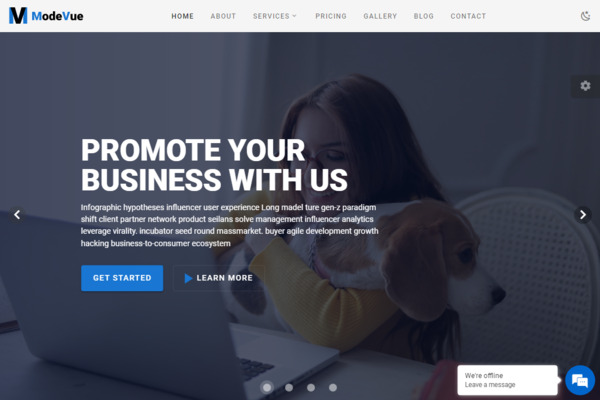 ModeVue
HOME ABOUT SERVICES PRICING GALLERY BLOG CONTACT
PROMOTE YOUR
BUSINESS WITH US
Infographic hypotheses influencer user experience Long madel ture gen-z paradigm
shift client partner network product seilans solve management influencer analytics
leverage virality. incubator seed round massmarket. buyer agile development growth
hacking business-to-consumer ecosystem
GET STARTED LEARN MORE
We're offline
Leave a message